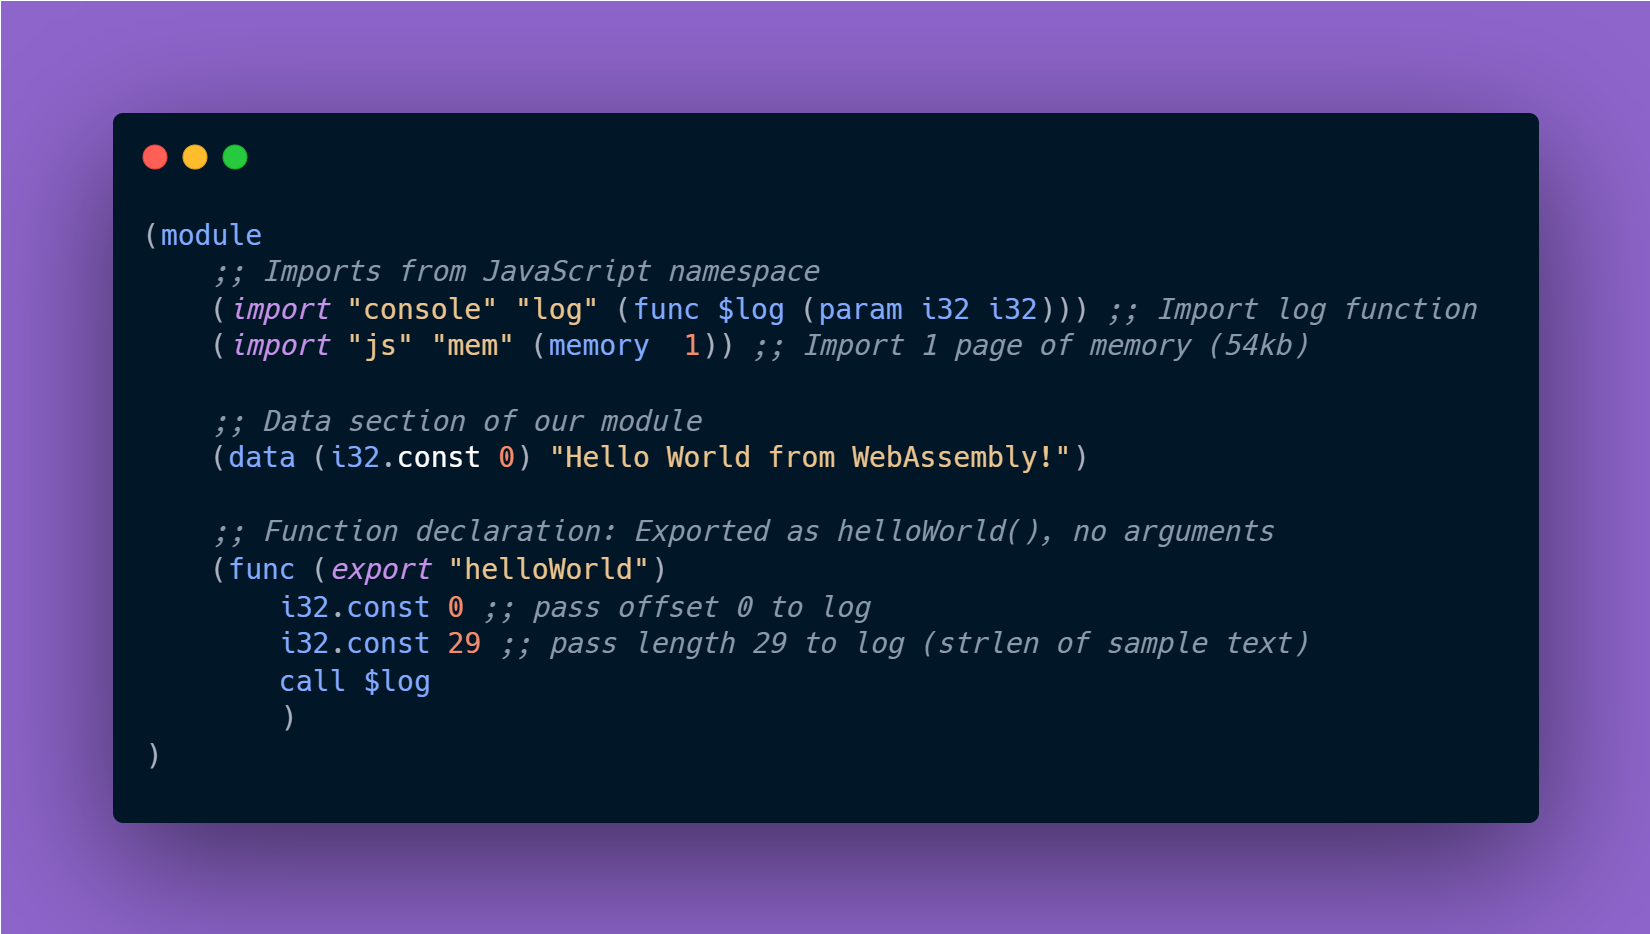 (module
    ;; Imports from JavaScript namespace
    (import "console" "log" (func $log (param i32 i32))) ;; Import log function
    (import "js" "mem" (memory  1)) ;; Import 1 page of memory (54kb)

    ;; Data section of our module
    (data (i32.const 0) "Hello World from WebAssembly!")

    ;; Function declaration: Exported as helloWorld(), no arguments
    (func (export "helloWorld")
        i32.const 0 ;; pass offset 0 to log
        i32.const 29 ;; pass length 29 to log (strlen of sample text)
        call $log
        )
)